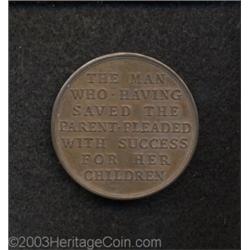 THE MAN
WHO·HAVING
SAVED THE
PARENT·PLEADED
WITH SUCCESS
FOR HER
CHILDREN
©2003HeritageCoin.com